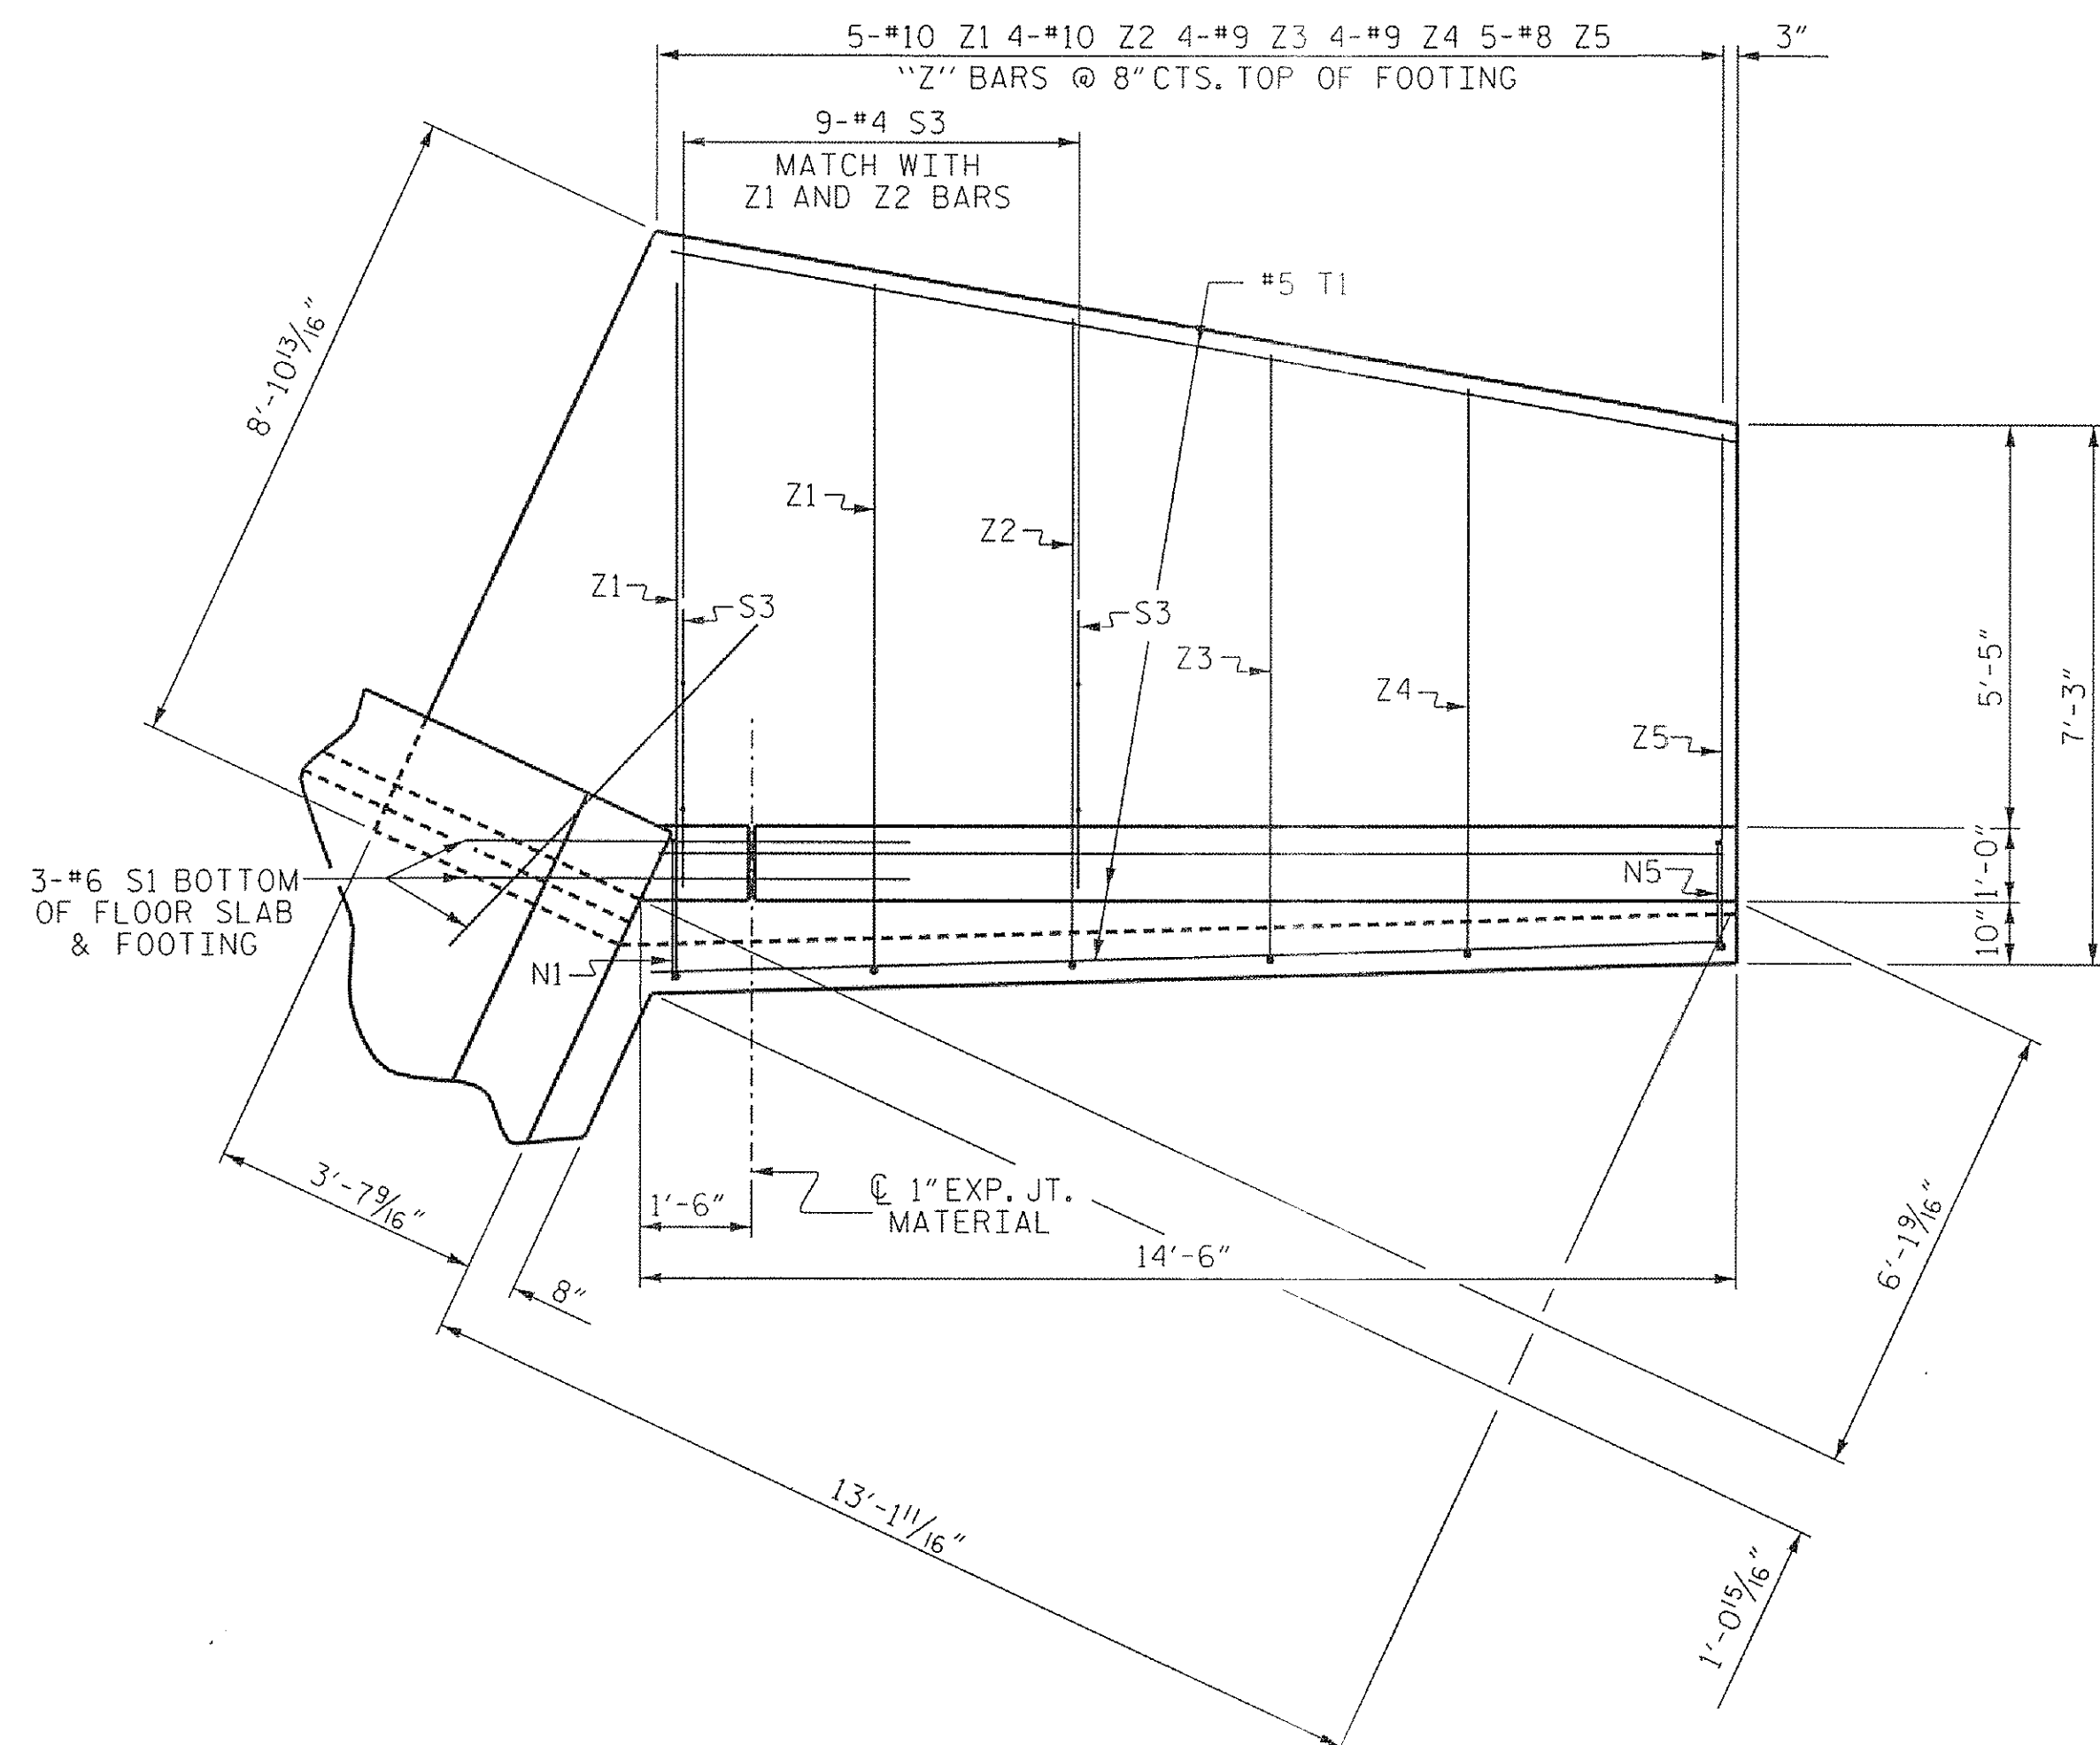 5-#10 Z1 4-#10 Z2 4-#9 Z3 4-#9 Z4 5-#8 Z5
3"
"Z" BARS @ 8" CTS. TOP OF FOOTING
9-#4 S3
MATCH WITH
Z1 AND Z2 BARS
#5 T1
8'-10 13/16"
Z1
Z2
Z1
S3
S3
Z3
Z4
Z5
5'-5"
7'-3"
3-#6 S1 BOTTOM
OF FLOOR SLAB
& FOOTING
N5
1'-0"
10"
N1
3'-7 9/16"
1'-6"
℄ 1" EXP. JT.
MATERIAL
14'-6"
8"
6'-1 9/16"
13'-1 11/16"
1'-0 15/16"